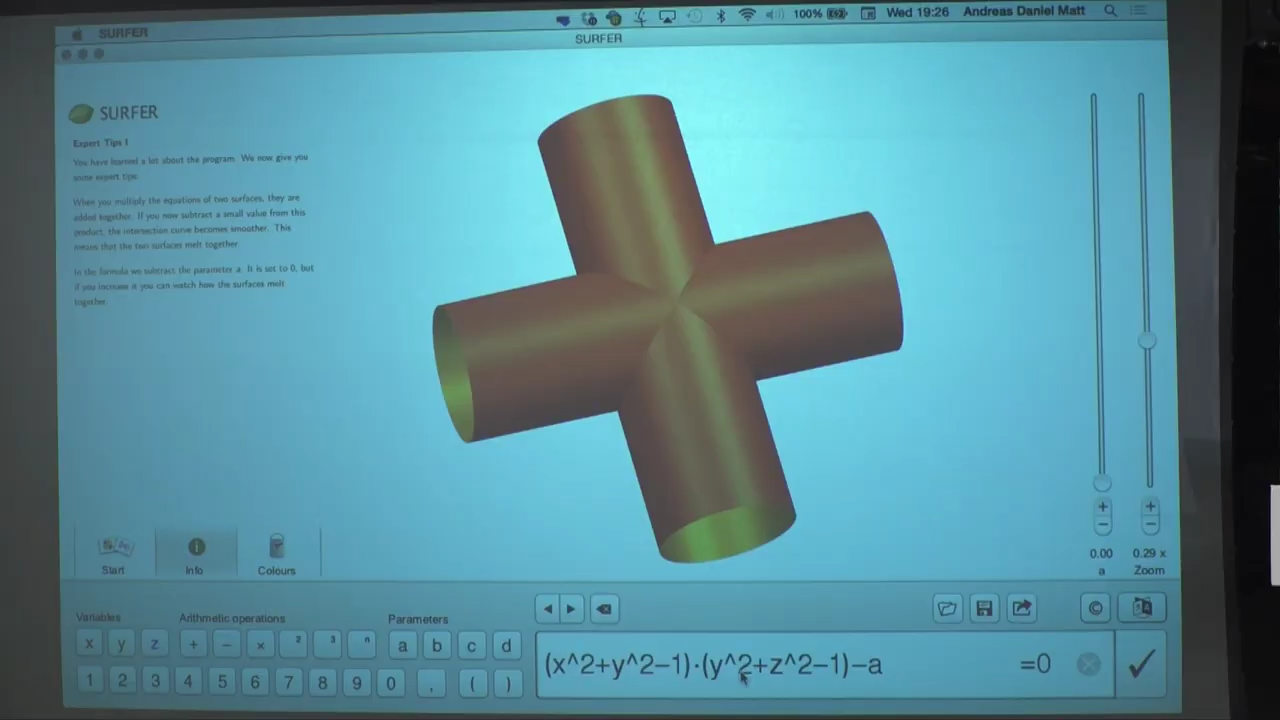 SURFER
100%
Wed 19:26
Andreas Daniel Matt
SURFER
SURFER
Expert Tips I
You have learned a lot about the program. We now give you
some expert tips.
When you multiply the equations of two surfaces, they are
added together. If you now subtract a small value from this
product, the intersection curve becomes smoother. This
means that the two surfaces melt together.
In the formula we subtract the parameter a. It is set to 0, but
if you increase it you can watch how the surfaces melt
together.
Start
Info
Colours
+
+
−
−
0.00
0.29 x
a
Zoom
Variables
Arithmetic operations
Parameters
x y z + − × 2 3 n a b c d
1 2 3 4 5 6 7 8 9 0 , ( )
©
(x^2+y^2−1)·(y^2+z^2−1)−a
=0